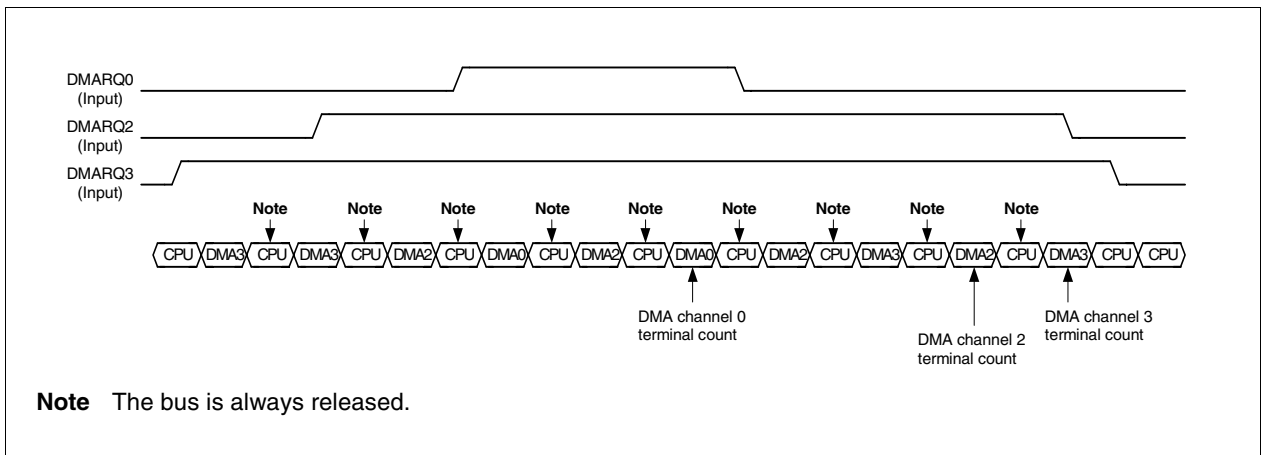 DMARQ0
(Input)
DMARQ2
(Input)
DMARQ3
(Input)
Note Note Note Note Note Note Note Note Note
CPU DMA3 CPU DMA3 CPU DMA2 CPU DMA0 CPU DMA2 CPU DMA0 CPU DMA2 CPU DMA3 CPU DMA2 CPU DMA3 CPU CPU
DMA channel 0
terminal count
DMA channel 2
terminal count
DMA channel 3
terminal count
Note The bus is always released.